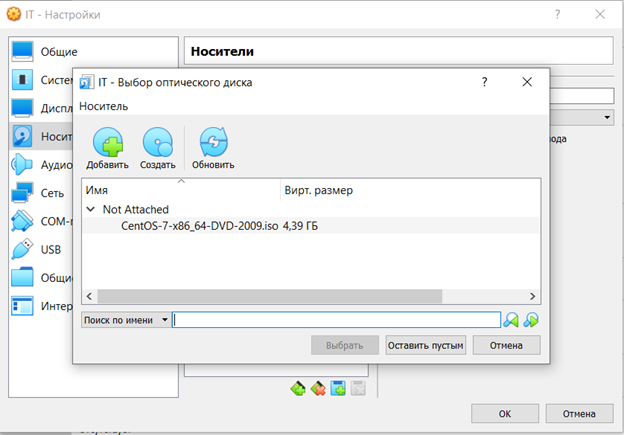 IT - Настройки
Общие
Носители
Систе
Диспл
Носит
Аудио
Сеть
COM-п
USB
Общи
Интер
вода
IT - Выбор оптического диска
Носитель
Добавить
Создать
Обновить
Имя
Вирт. размер
Not Attached
CentOS-7-x86_64-DVD-2009.iso 4,39 ГБ
Поиск по имени
Выбрать
Оставить пустым
Отмена
OK
Отмена